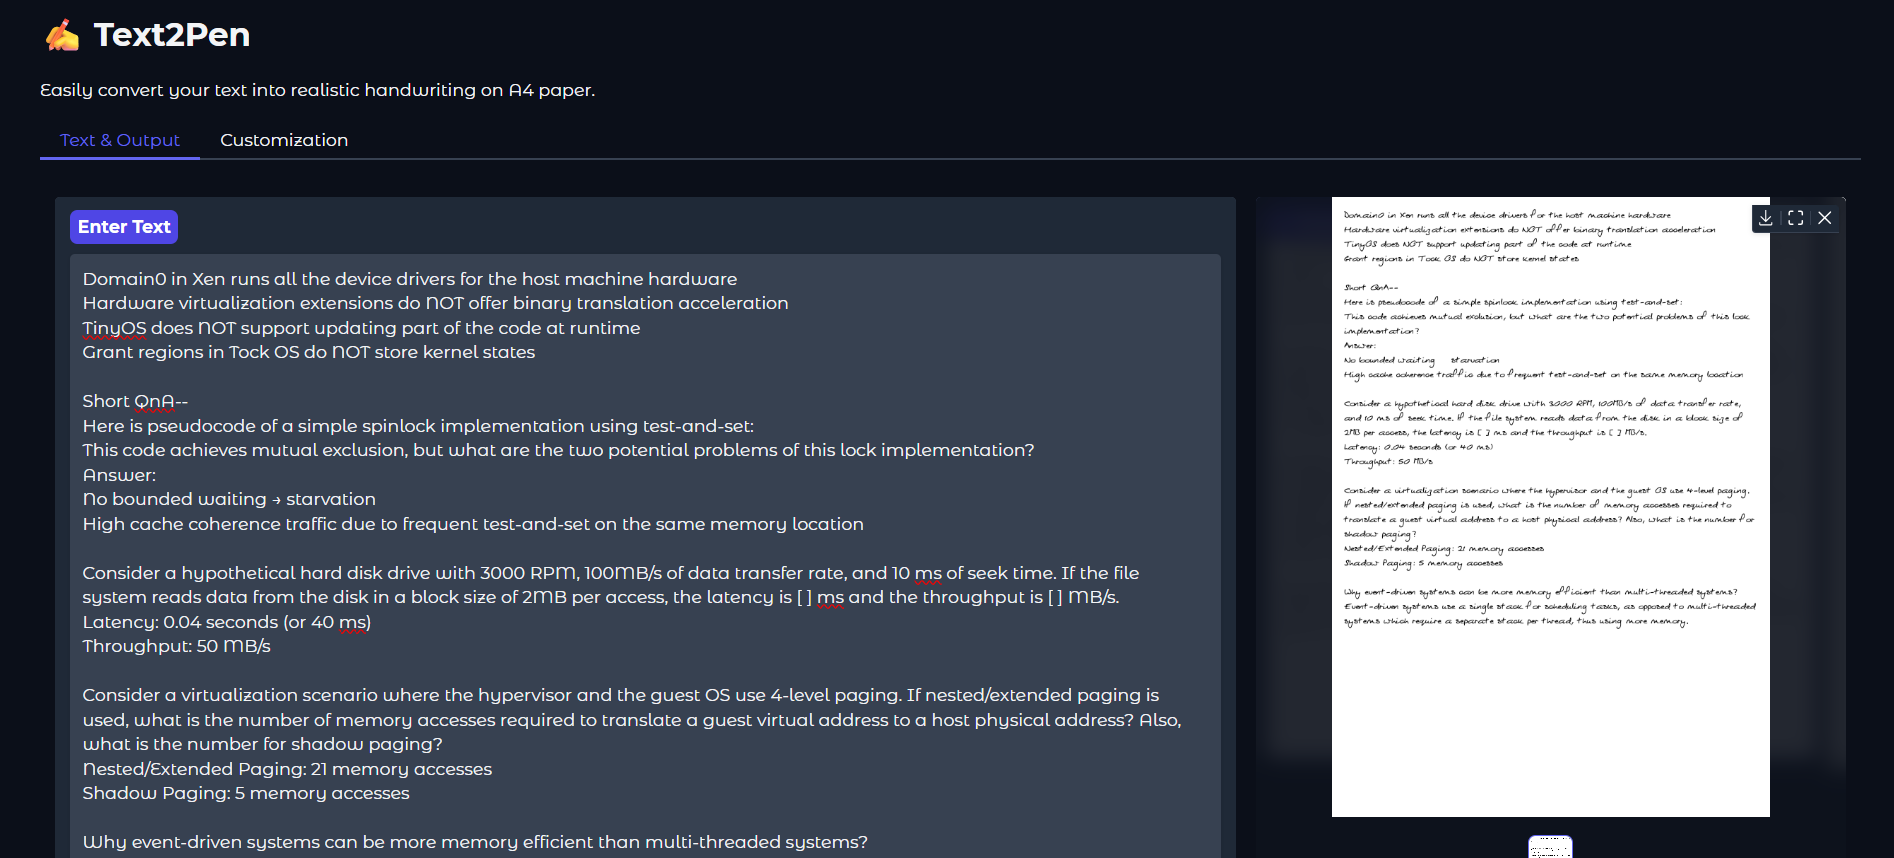 Text2Pen
Easily convert your text into realistic handwriting on A4 paper.
Text & Output
Customization
Enter Text
Domain0 in Xen runs all the device drivers for the host machine hardware
Hardware virtualization extensions do NOT offer binary translation acceleration
TinyOS does NOT support updating part of the code at runtime
Grant regions in Tock OS do NOT store kernel states
Short QnA--
Here is pseudocode of a simple spinlock implementation using test-and-set:
This code achieves mutual exclusion, but what are the two potential problems of this lock implementation?
Answer:
No bounded waiting → starvation
High cache coherence traffic due to frequent test-and-set on the same memory location
Consider a hypothetical hard disk drive with 3000 RPM, 100MB/s of data transfer rate, and 10 ms of seek time. If the file
system reads data from the disk in a block size of 2MB per access, the latency is [ ] ms and the throughput is [ ] MB/s.
Latency: 0.04 seconds (or 40 ms)
Throughput: 50 MB/s
Consider a virtualization scenario where the hypervisor and the guest OS use 4-level paging. If nested/extended paging is
used, what is the number of memory accesses required to translate a guest virtual address to a host physical address? Also,
what is the number for shadow paging?
Nested/Extended Paging: 21 memory accesses
Shadow Paging: 5 memory accesses
Why event-driven systems can be more memory efficient than multi-threaded systems?
Domain0 in Xen runs all the device drivers for the host machine hardware
Hardware virtualization extensions do NOT offer binary translation acceleration
TinyOS does NOT support updating part of the code at runtime
Grant regions in Tock OS do NOT store kernel states
Short QnA--
Here is pseudocode of a simple spinlock implementation using test-and-set:
This code achieves mutual exclusion, but what are the two potential problems of this lock
implementation?
Answer:
No bounded waiting starvation
High cache coherence traffic due to frequent test-and-set on the same memory location
Consider a hypothetical hard disk drive with 3000 RPM, 100MB/s of data transfer rate,
and 10 ms of seek time. If the file system reads data from the disk in a block size of
2MB per access, the latency is [ ] ms and the throughput is [ ] MB/s.
Latency: 0.04 seconds (or 40 ms)
Throughput: 50 MB/s
Consider a virtualization scenario where the hypervisor and the guest OS use 4-level paging.
If nested/extended paging is used, what is the number of memory accesses required to
translate a guest virtual address to a host physical address? Also, what is the number for
shadow paging?
Nested/Extended Paging: 21 memory accesses
Shadow Paging: 5 memory accesses
Why event-driven systems can be more memory efficient than multi-threaded systems?
Event-driven systems use a single stack for scheduling tasks, as opposed to multi-threaded
systems which require a separate stack per thread, thus using more memory.